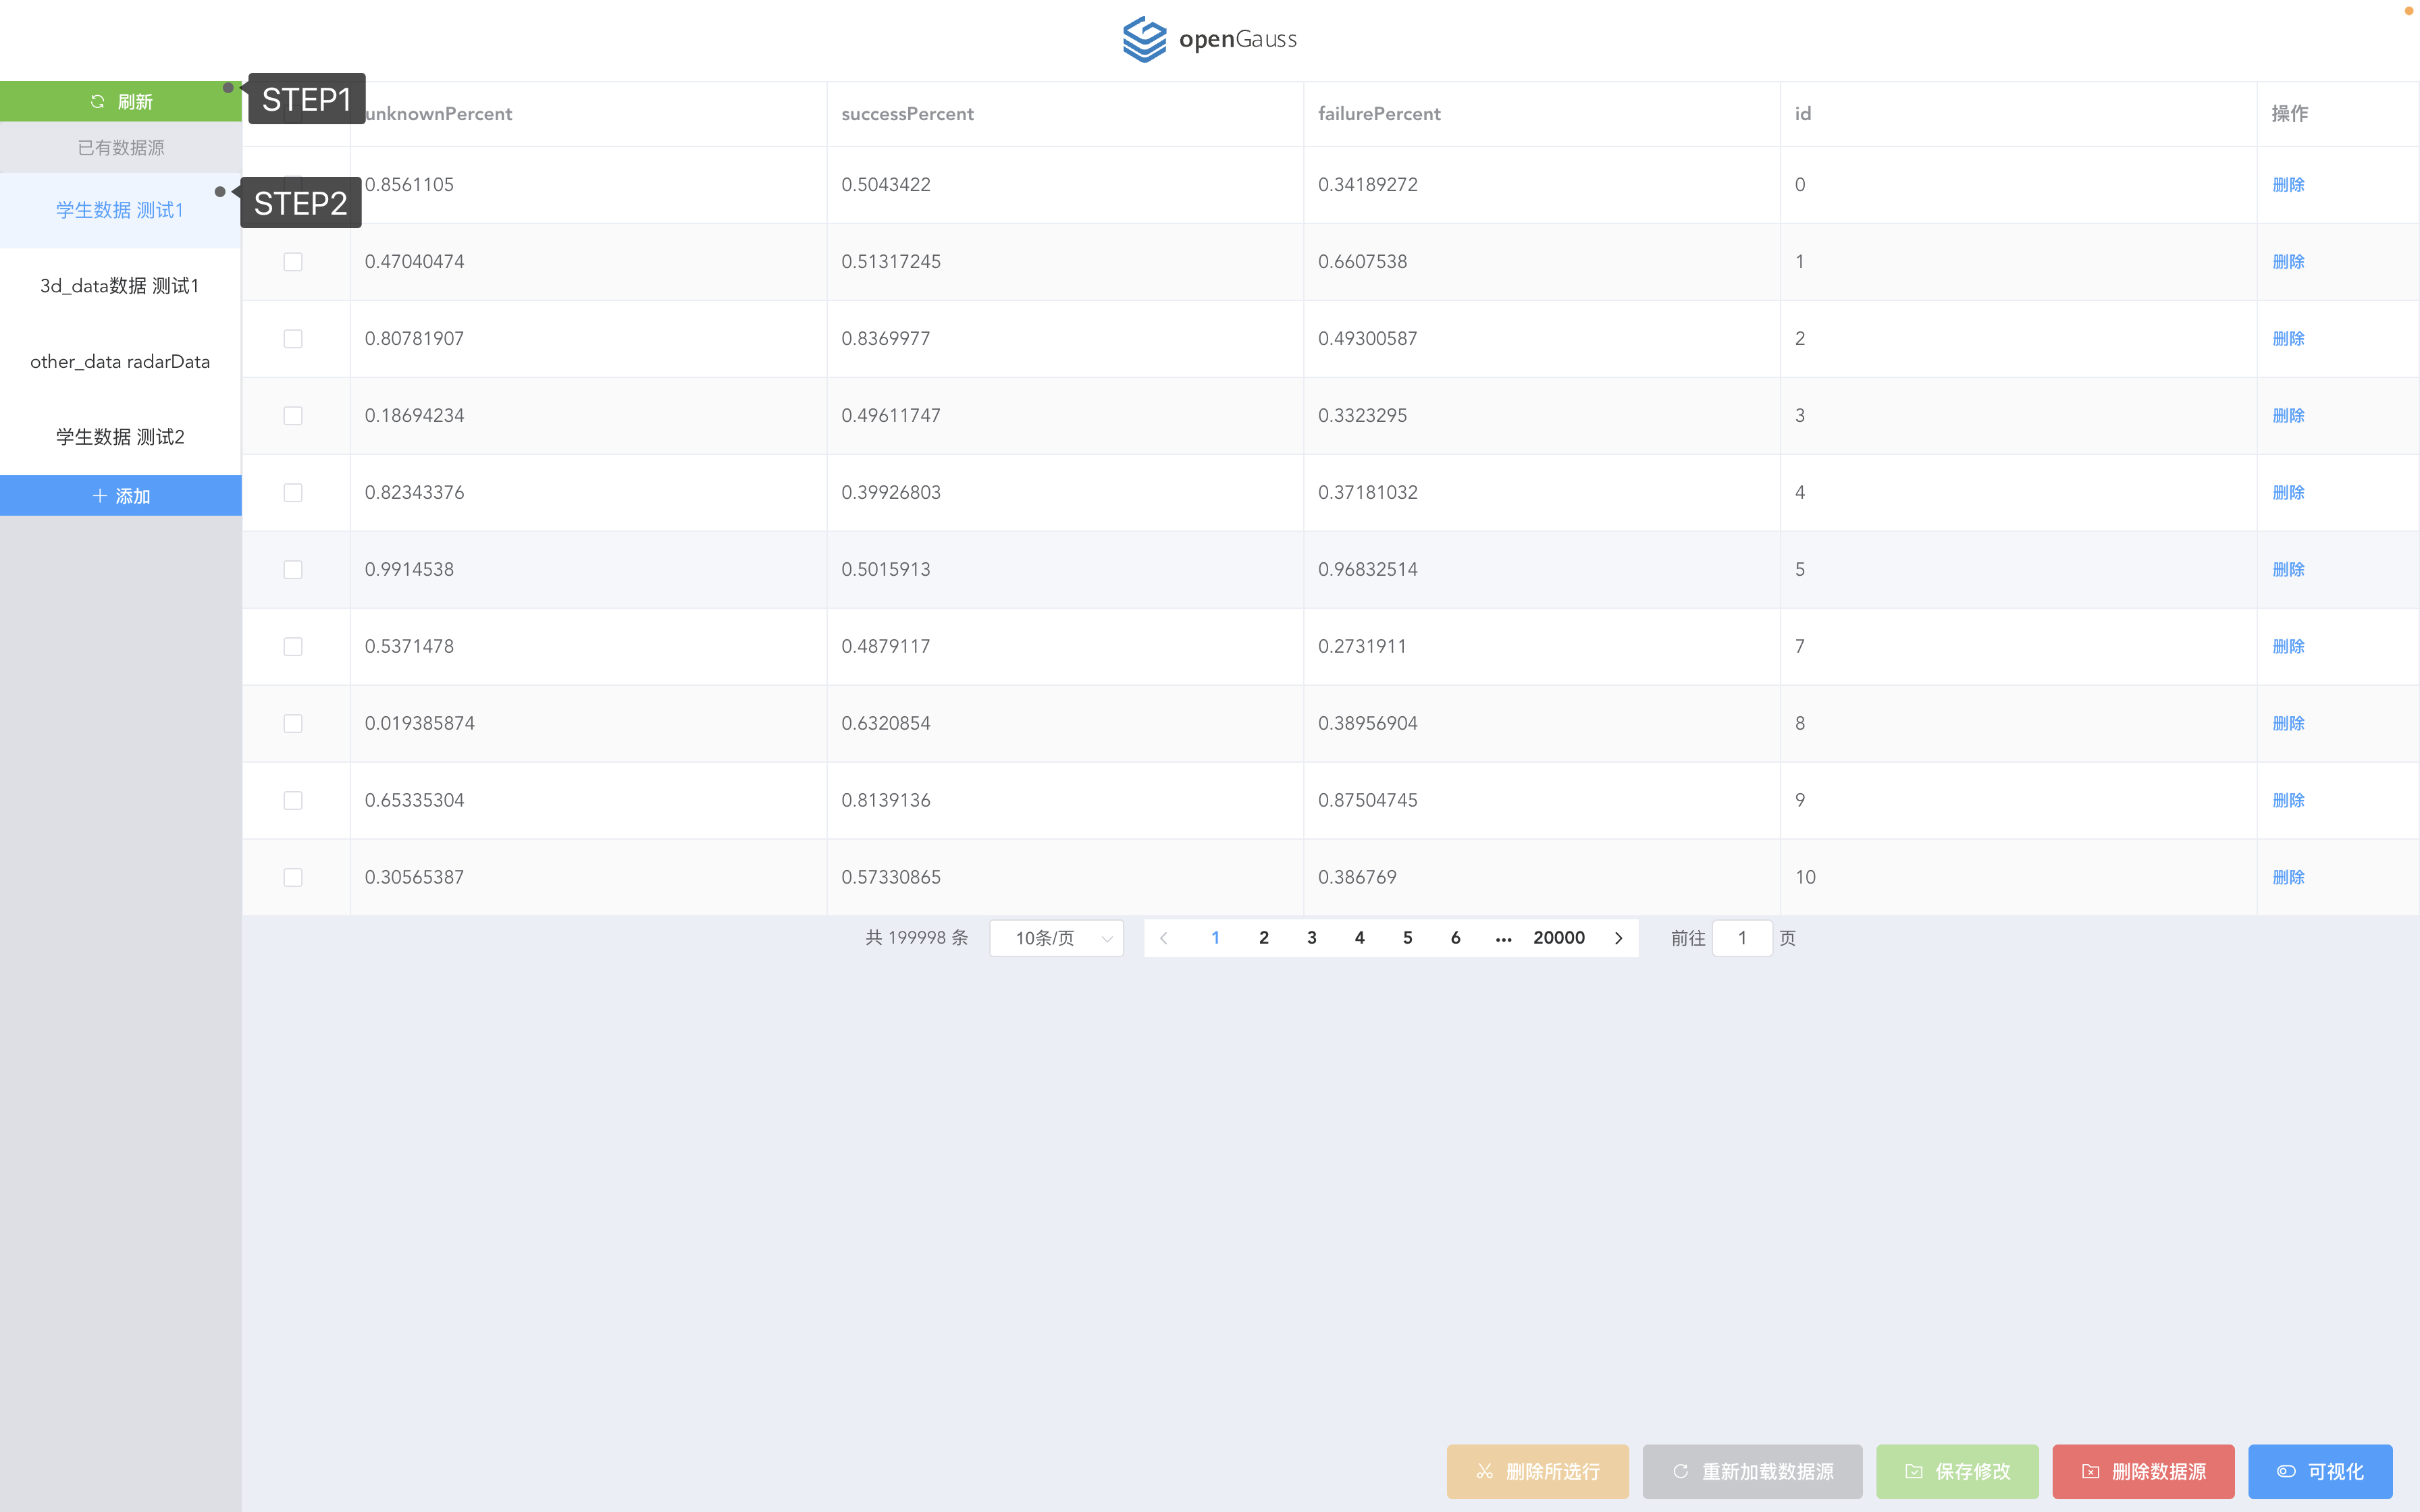 openGauss
刷新
STEP1
unknownPercent successPercent failurePercent id 操作
已有数据源
学生数据 测试1
STEP2
0.8561105 0.5043422 0.34189272 0 删除
0.47040474 0.51317245 0.6607538 1 删除
3d_data数据 测试1
0.80781907 0.8369977 0.49300587 2 删除
other_data radarData
0.18694234 0.49611747 0.3323295 3 删除
学生数据 测试2
0.82343376 0.39926803 0.37181032 4 删除
添加
0.9914538 0.5015913 0.96832514 5 删除
0.5371478 0.4879117 0.2731911 7 删除
0.019385874 0.6320854 0.38956904 8 删除
0.65335304 0.8139136 0.87504745 9 删除
0.30565387 0.57330865 0.386769 10 删除
共 199998 条 10条/页 1 2 3 4 5 6 ... 20000 前往 1 页
删除所选行 重新加载数据源 保存修改 删除数据源 可视化